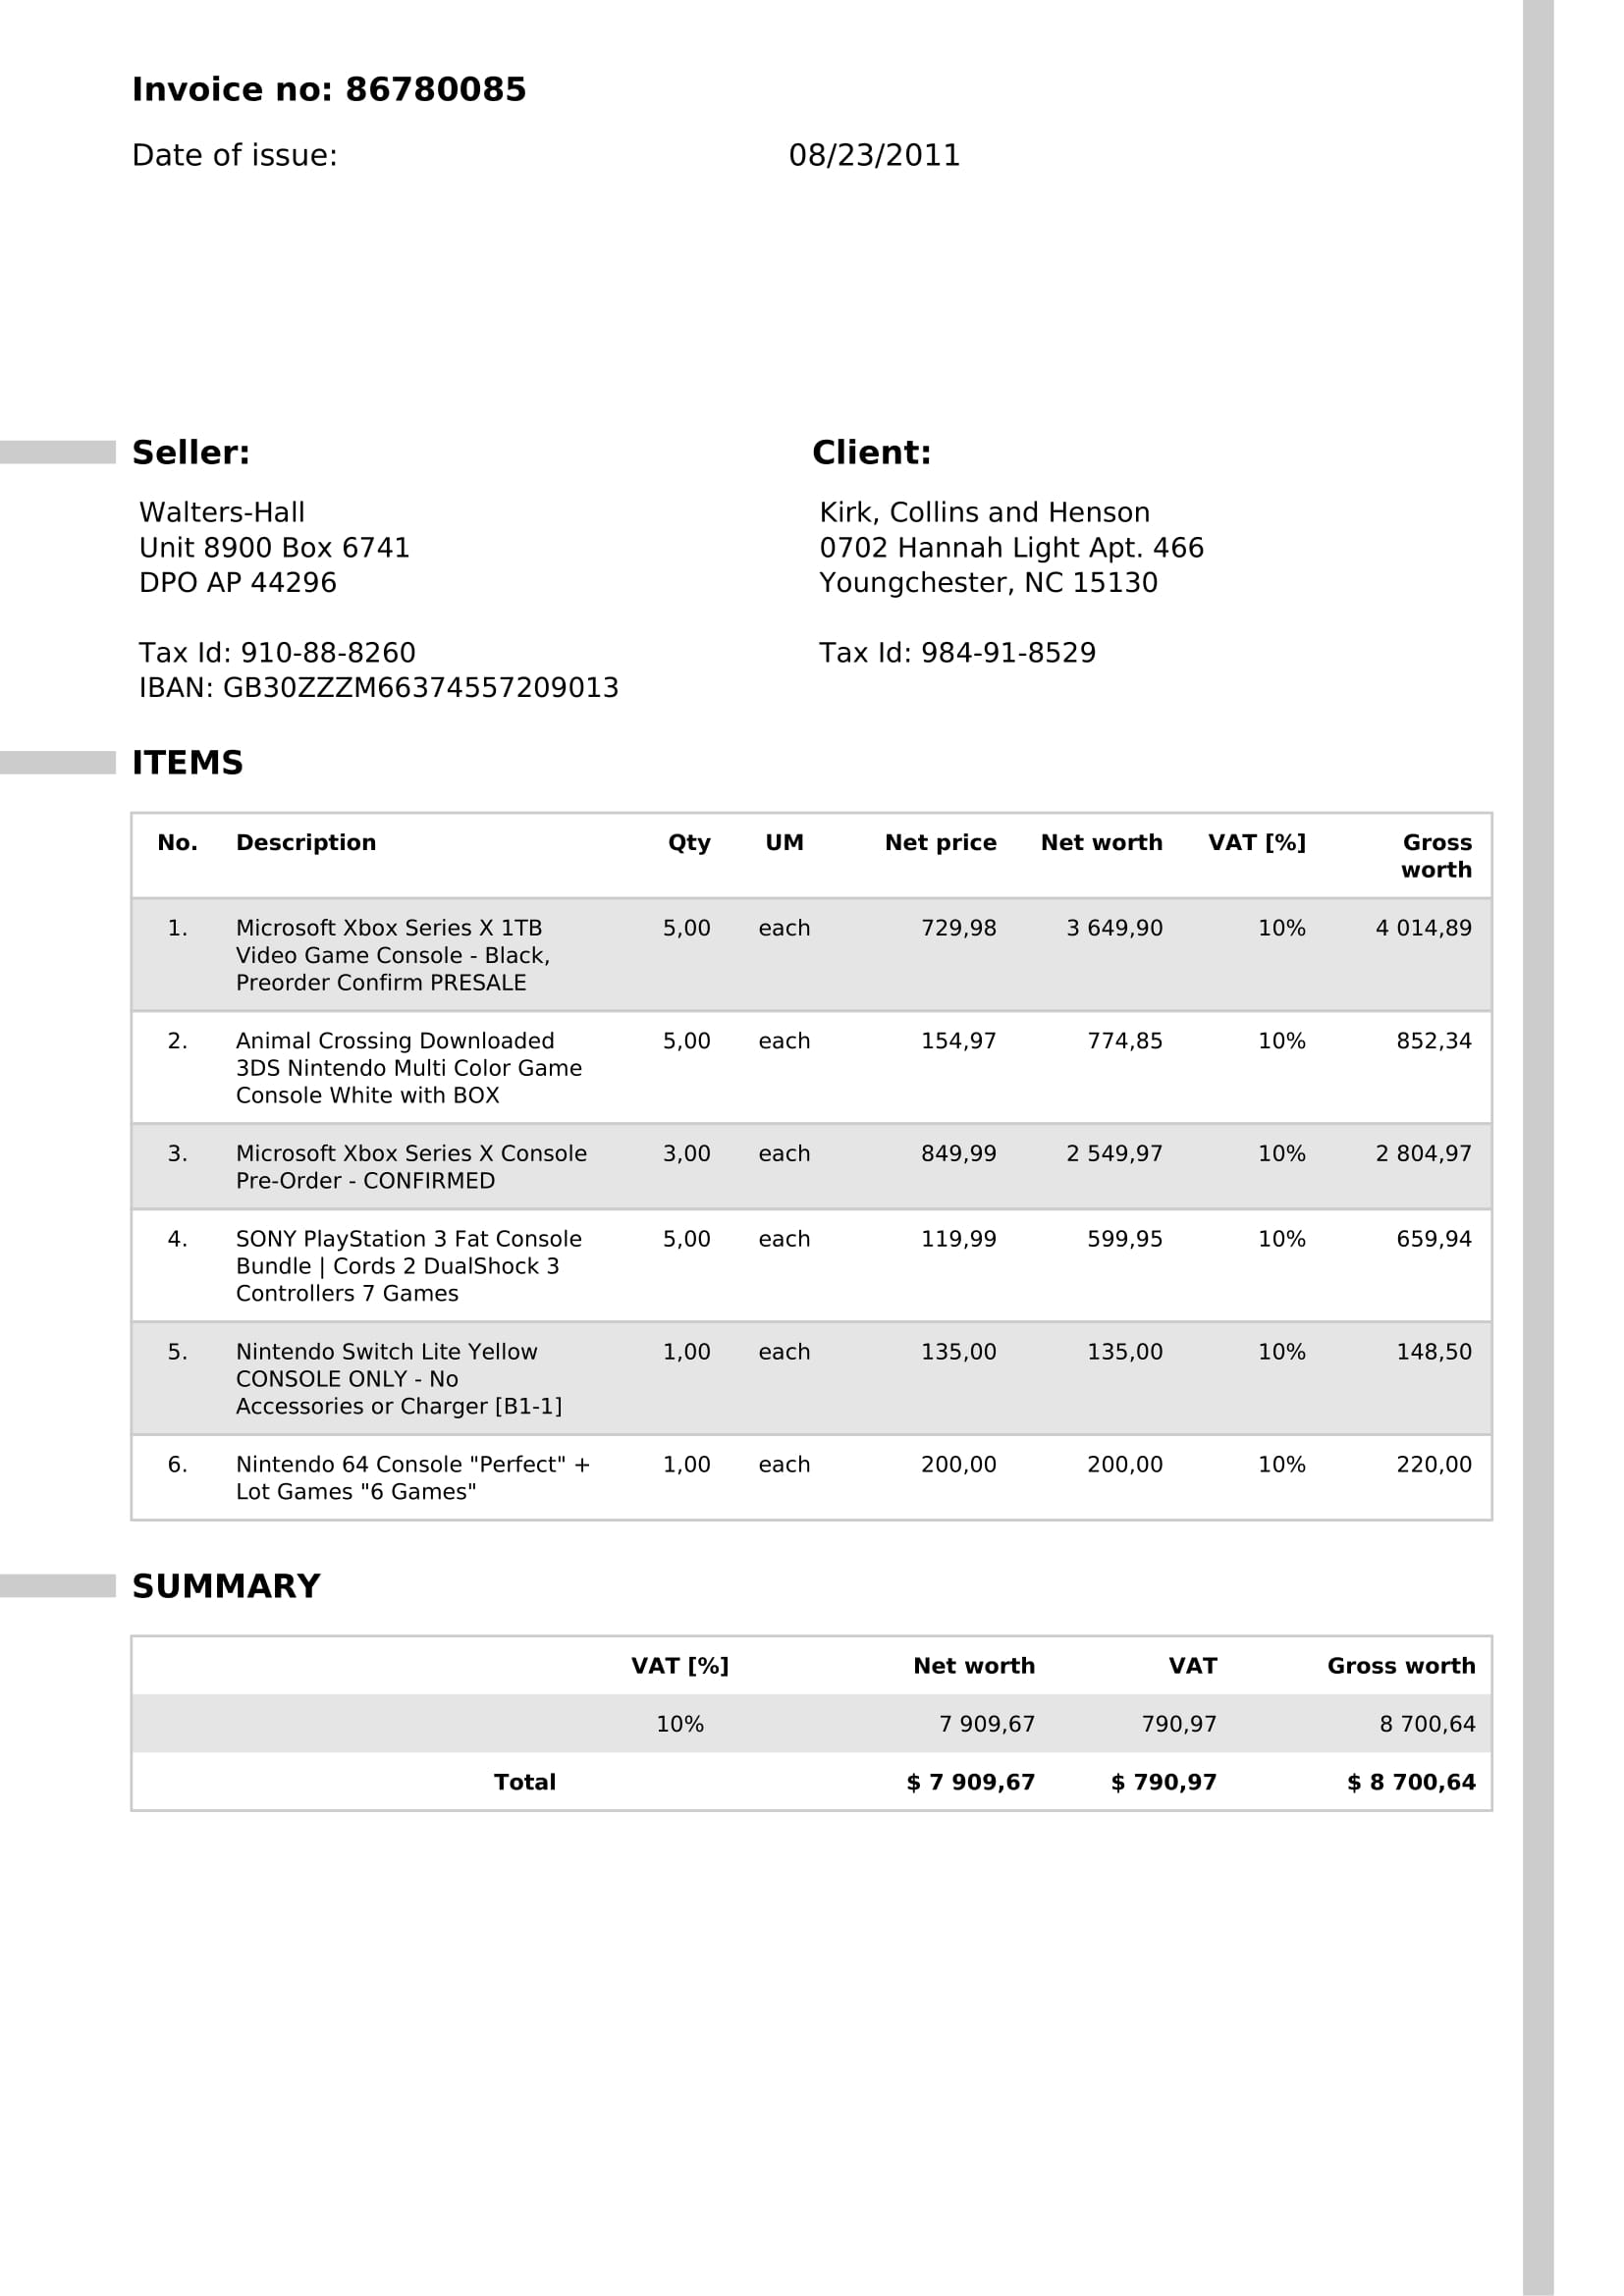 Invoice no: 86780085
Date of issue: 08/23/2011
Seller:
Walters-Hall
Unit 8900 Box 6741
DPO AP 44296
Tax Id: 910-88-8260
IBAN: GB30ZZZM66374557209013
Client:
Kirk, Collins and Henson
0702 Hannah Light Apt. 466
Youngchester, NC 15130
Tax Id: 984-91-8529
ITEMS
No. Description Qty UM Net price Net worth VAT [%] Gross
worth
1. Microsoft Xbox Series X 1TB 5,00 each 729,98 3 649,90 10% 4 014,89
Video Game Console - Black,
Preorder Confirm PRESALE
2. Animal Crossing Downloaded 5,00 each 154,97 774,85 10% 852,34
3DS Nintendo Multi Color Game
Console White with BOX
3. Microsoft Xbox Series X Console 3,00 each 849,99 2 549,97 10% 2 804,97
Pre-Order - CONFIRMED
4. SONY PlayStation 3 Fat Console 5,00 each 119,99 599,95 10% 659,94
Bundle | Cords 2 DualShock 3
Controllers 7 Games
5. Nintendo Switch Lite Yellow 1,00 each 135,00 135,00 10% 148,50
CONSOLE ONLY - No
Accessories or Charger [B1-1]
6. Nintendo 64 Console "Perfect" + 1,00 each 200,00 200,00 10% 220,00
Lot Games "6 Games"
SUMMARY
VAT [%] Net worth VAT Gross worth
10% 7 909,67 790,97 8 700,64
Total $ 7 909,67 $ 790,97 $ 8 700,64